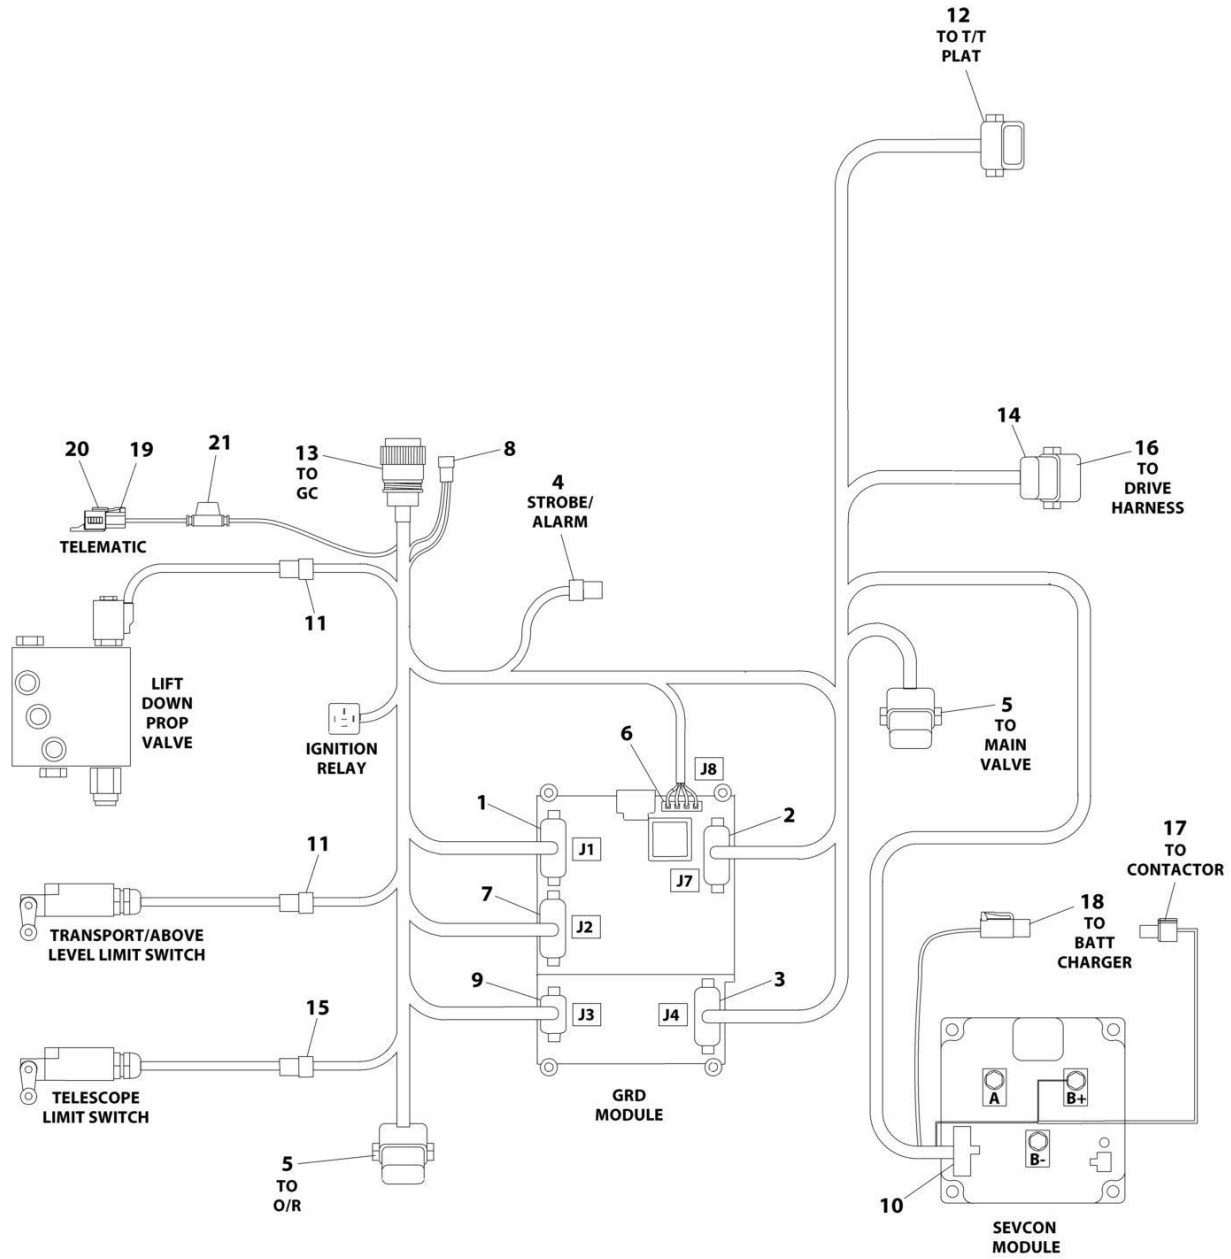 12
TO T/T
PLAT
14
16
TO
DRIVE
HARNESS
20
19
21
TELEMATIC
13
TO
GC
8
4
STROBE/
ALARM
11
LIFT
DOWN
PROP
VALVE
IGNITION
RELAY
5
TO
MAIN
VALVE
6
J8
1
J1
2
J7
7
J2
9
J3
3
J4
GRD
MODULE
11
TRANSPORT/ABOVE
LEVEL LIMIT SWITCH
15
TELESCOPE
LIMIT SWITCH
5
TO
O/R
17
TO
CONTACTOR
18
TO
BATT
CHARGER
A
B+
B-
10
SEVCON
MODULE